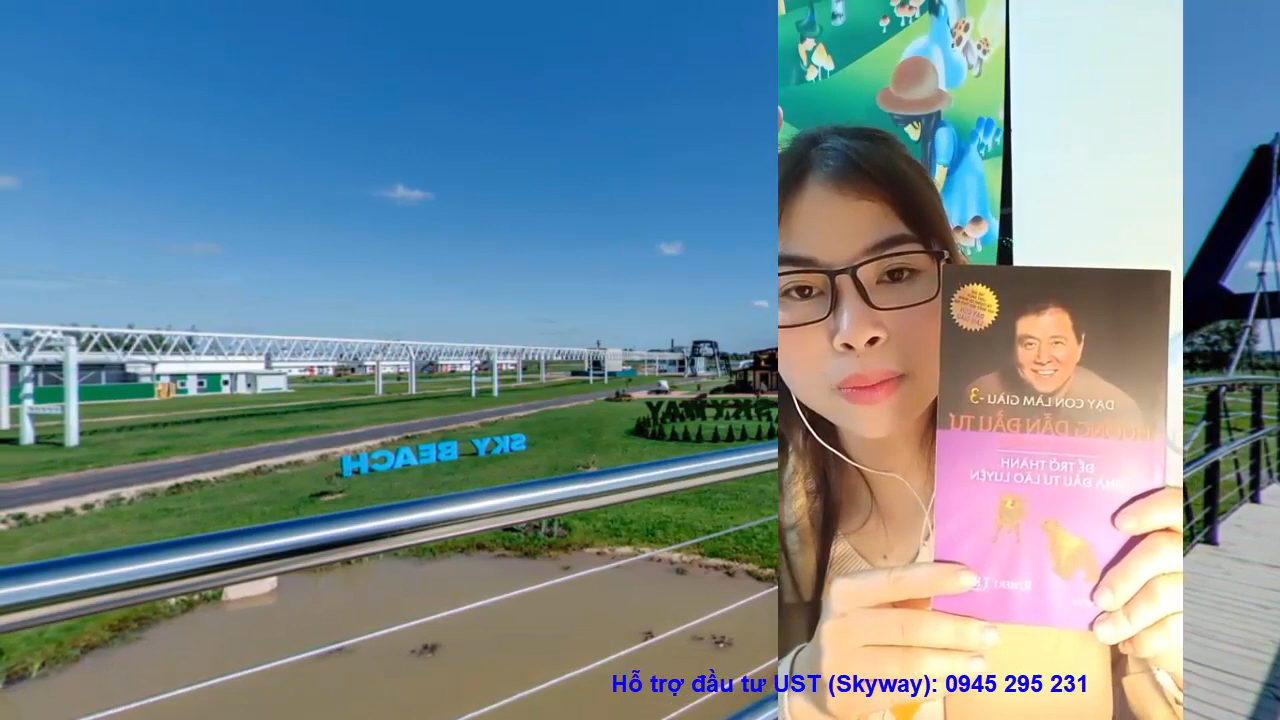 SKY BEACH
SKYWAY
DẠY CON LÀM GIÀU - 3
HƯỚNG DẪN ĐẦU TƯ
ĐỂ TRỞ THÀNH
NHÀ ĐẦU TƯ LÃO LUYỆN
Hỗ trợ đầu tư UST (Skyway): 0945 295 231